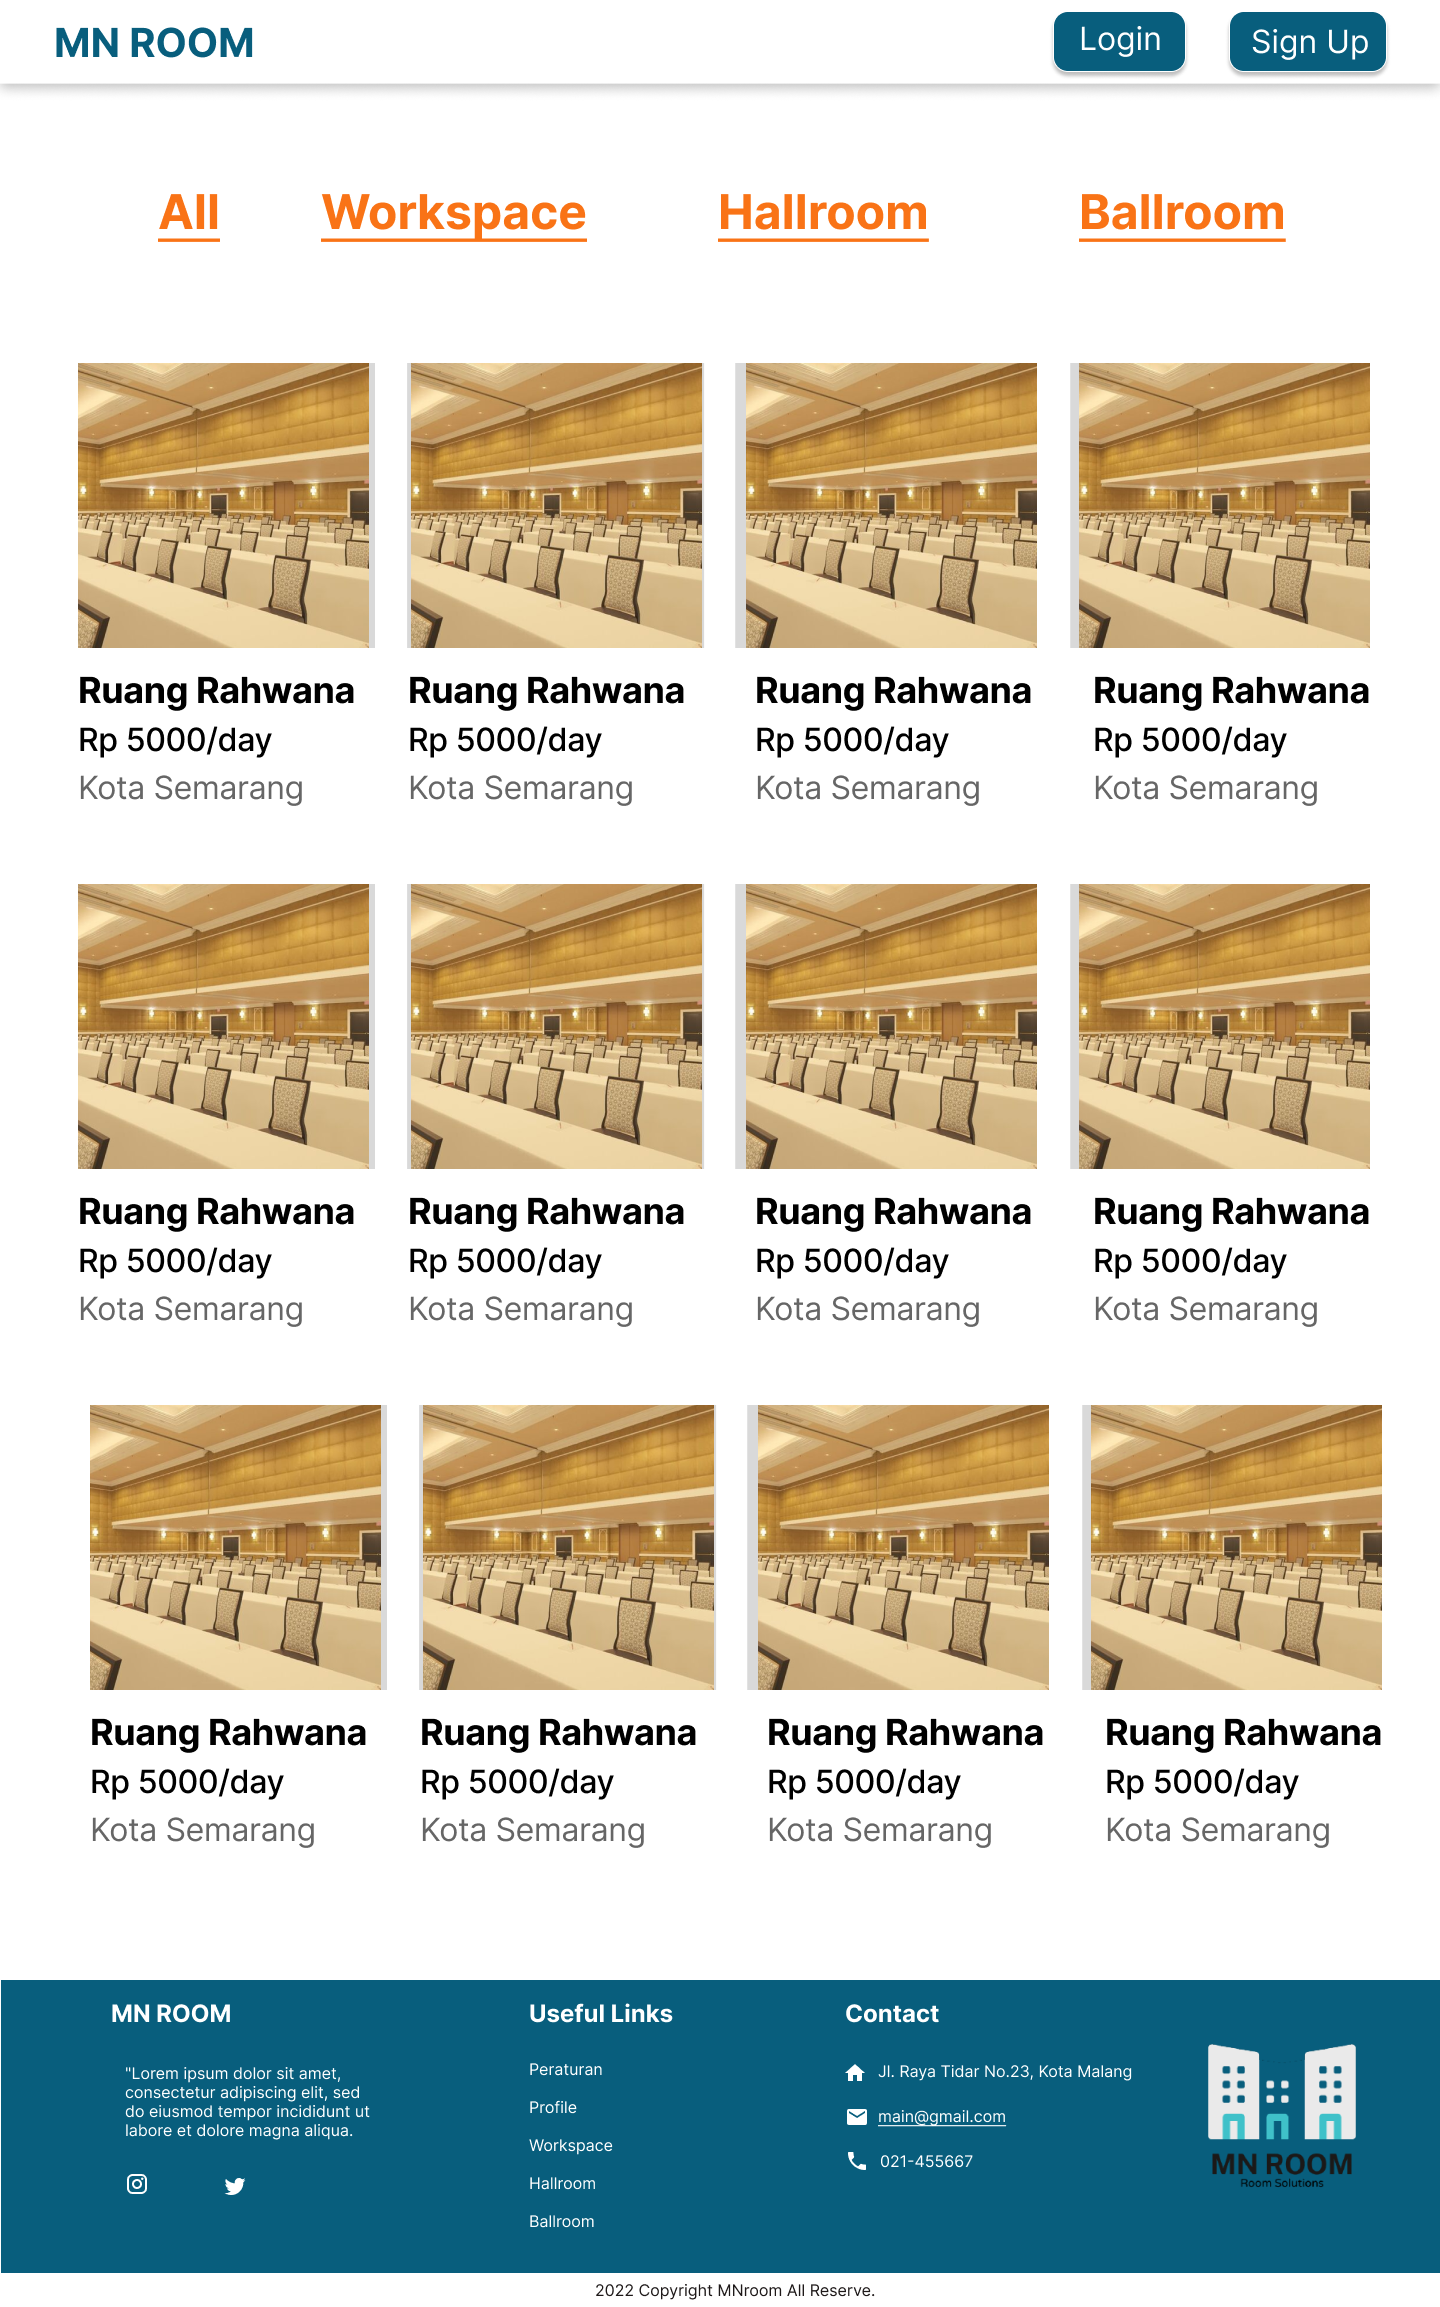 MN ROOM
Login
Sign Up
All
Workspace
Hallroom
Ballroom
Ruang Rahwana
Rp 5000/day
Kota Semarang
Ruang Rahwana
Rp 5000/day
Kota Semarang
Ruang Rahwana
Rp 5000/day
Kota Semarang
Ruang Rahwana
Rp 5000/day
Kota Semarang
Ruang Rahwana
Rp 5000/day
Kota Semarang
Ruang Rahwana
Rp 5000/day
Kota Semarang
Ruang Rahwana
Rp 5000/day
Kota Semarang
Ruang Rahwana
Rp 5000/day
Kota Semarang
Ruang Rahwana
Rp 5000/day
Kota Semarang
Ruang Rahwana
Rp 5000/day
Kota Semarang
Ruang Rahwana
Rp 5000/day
Kota Semarang
Ruang Rahwana
Rp 5000/day
Kota Semarang
MN ROOM
"Lorem ipsum dolor sit amet,
consectetur adipiscing elit, sed
do eiusmod tempor incididunt ut
labore et dolore magna aliqua.
Useful Links
Peraturan
Profile
Workspace
Hallroom
Ballroom
Contact
Jl. Raya Tidar No.23, Kota Malang
main@gmail.com
021-455667
MN ROOM
Room Solutions
2022 Copyright MNroom All Reserve.